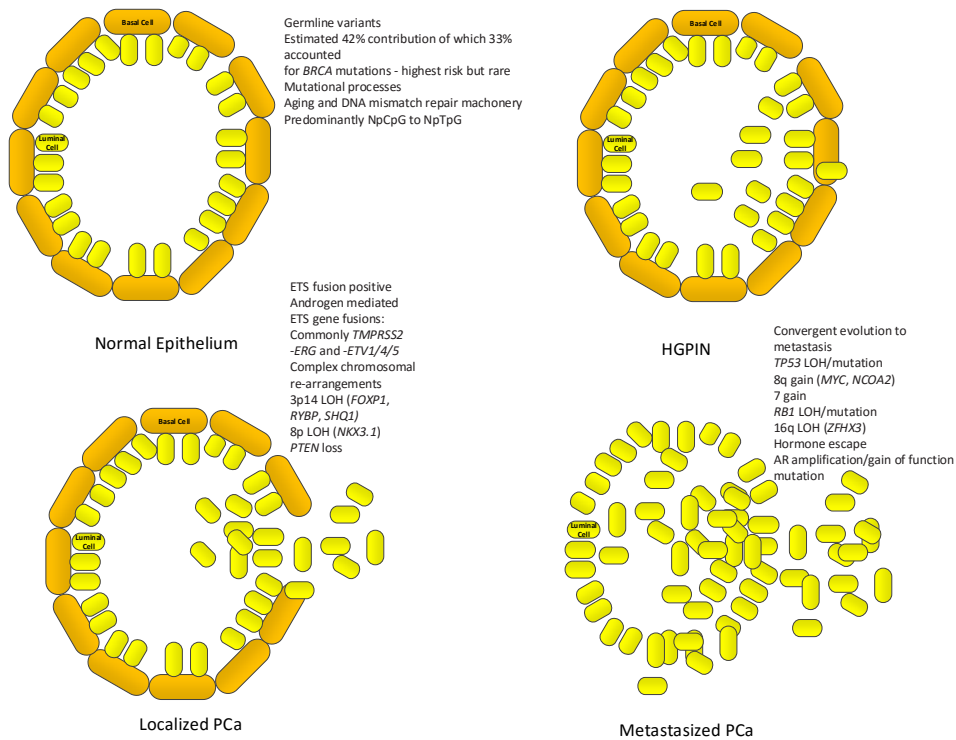 Basal Cell
Luminal
Cell
Germline variants
Estimated 42% contribution of which 33%
accounted
for BRCA mutations - highest risk but rare
Mutational processes
Aging and DNA mismatch repair machonery
Predominantly NpCpG to NpTpG
Normal Epithelium
Basal Cell
Luminal
Cell
HGPIN
ETS fusion positive
Androgen mediated
ETS gene fusions:
Commonly TMPRSS2
-ERG and -ETV1/4/5
Complex chromosomal
re-arrangements
3p14 LOH (FOXP1,
RYBP, SHQ1)
8p LOH (NKX3.1)
PTEN loss
Basal Cell
Luminal
Cell
Localized PCa
Convergent evolution to
metastasis
TP53 LOH/mutation
8q gain (MYC, NCOA2)
7 gain
RB1 LOH/mutation
16q LOH (ZFHX3)
Hormone escape
AR amplification/gain of function
mutation
Luminal
Cell
Metastasized PCa